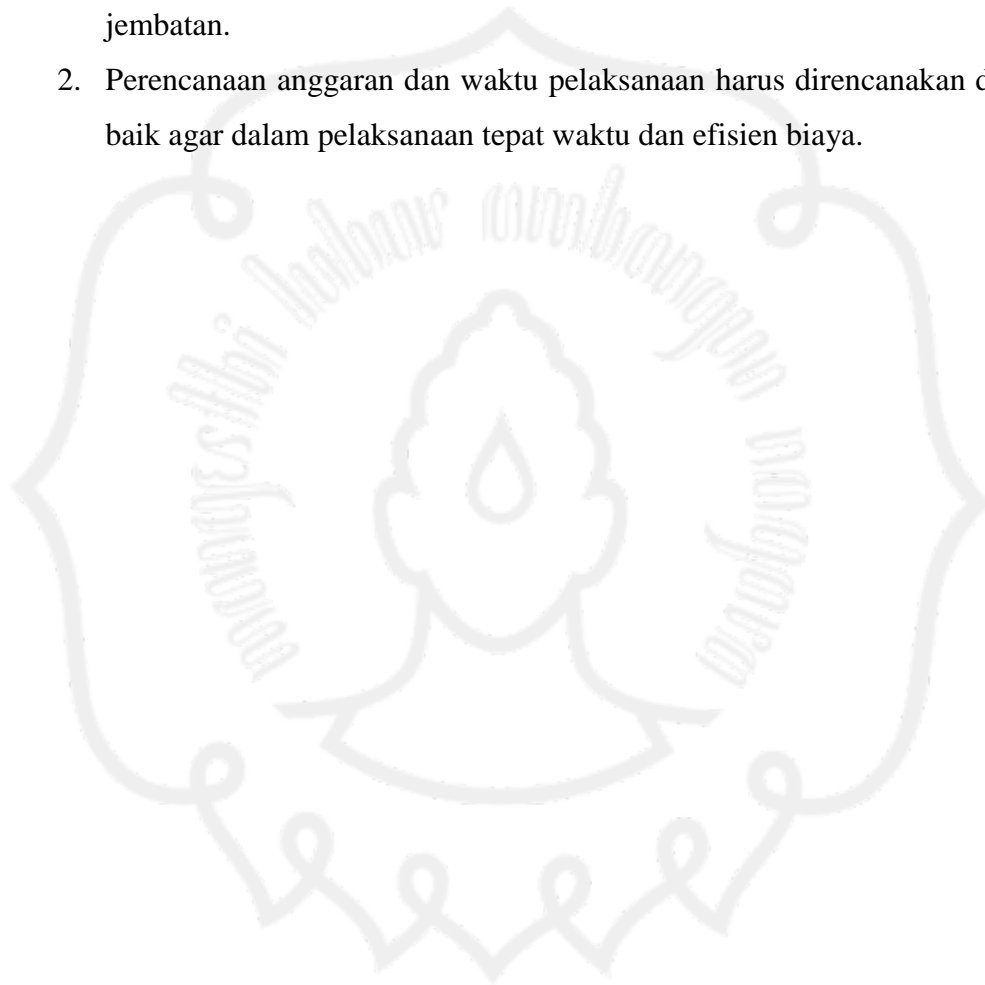 jembatan.
2. Perencanaan anggaran dan waktu pelaksanaan harus direncanakan
baik agar dalam pelaksanaan tepat waktu dan efisien biaya.